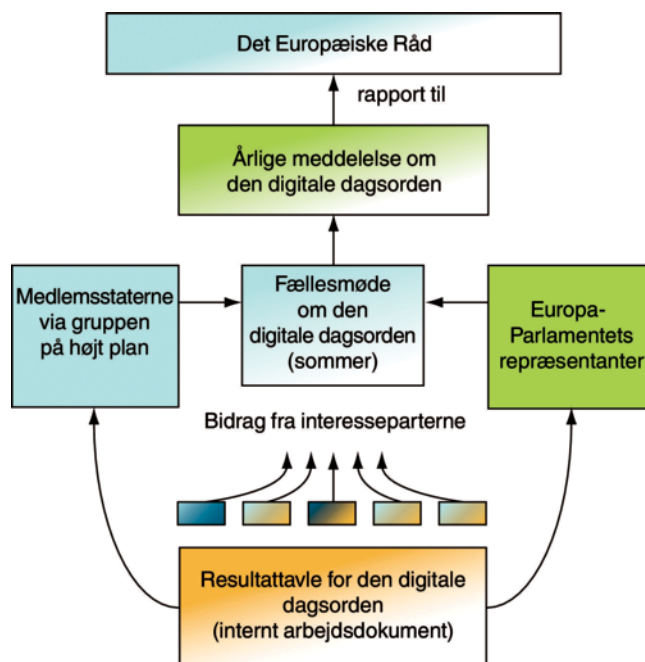 Det Europæiske Råd
rapport til
Årlige meddelelse om
den digitale dagsorden
Medlemsstaterne
via gruppen
på højt plan
Fællesmøde
om den
digitale dagsorden
(sommer)
Europa-
Parlamentets
repræsentanter
Bidrag fra interesseparterne
Resultattavle for den digitale
dagsorden
(internt arbejdsdokument)